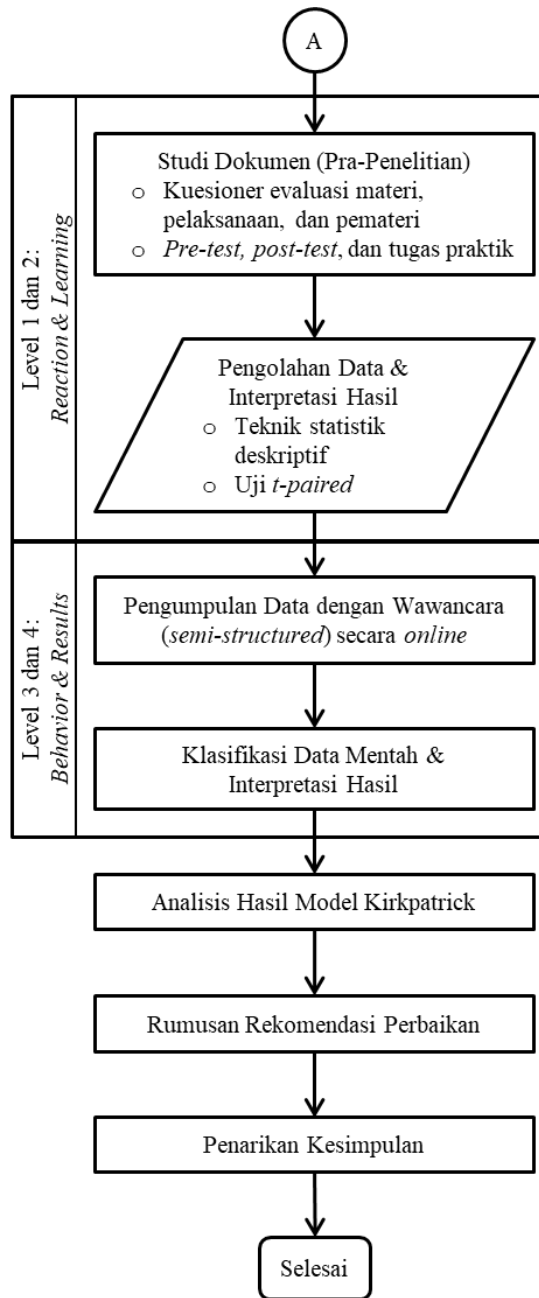 A
Level 1 dan 2:
Reaction & Learning
Studi Dokumen (Pra-Penelitian)
o Kuesioner evaluasi materi,
pelaksanaan, dan pemateri
o Pre-test, post-test, dan tugas praktik
Pengolahan Data &
Interpretasi Hasil
o Teknik statistik
deskriptif
o Uji t-paired
Level 3 dan 4:
Behavior & Results
Pengumpulan Data dengan Wawancara
(semi-structured) secara online
Klasifikasi Data Mentah &
Interpretasi Hasil
Analisis Hasil Model Kirkpatrick
Rumusan Rekomendasi Perbaikan
Penarikan Kesimpulan
Selesai